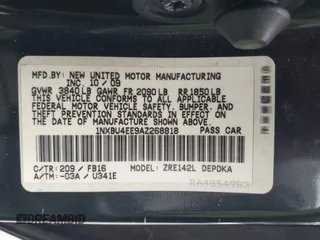 MFD.BY: NEW UNITED MOTOR MANUFACTURING
INC. 10/09
GVWR 3840LB GAWR FR 2090LB RR1850LB
THIS VEHICLE CONFORMS TO ALL APPLICABLE
FEDERAL MOTOR VEHICLE SAFETY, BUMPER, AND
THEFT PREVENTION STANDARDS IN EFFECT ON
THE DATE OF MANUFACTURE SHOWN ABOVE.
1NXBU4EE9AZ268818 PASS CAR
C/TR: 209 / FB16 MODEL: ZRE142L DEPDKA
A/TM: -03A / U341E
DREAMBID